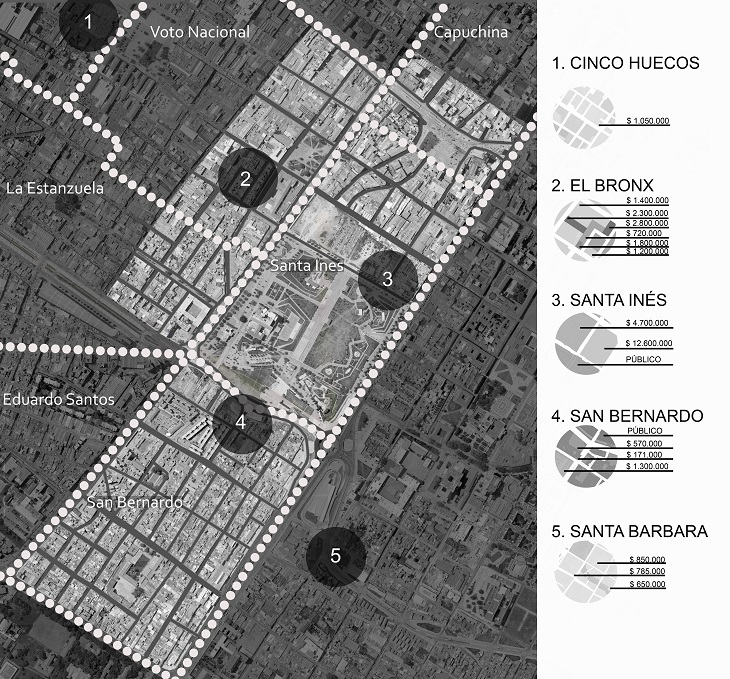 1
Voto Nacional
Capuchina
2
La Estanzuela
Santa Ines
3
Eduardo Santos
4
San Bernardo
5
1. CINCO HUECOS
$ 1.050.000
2. EL BRONX
$ 1.400.000
$ 2.300.000
$ 2.800.000
$ 720.000
$ 1.800.000
$ 1.200.000
3. SANTA INÉS
$ 4.700.000
$ 12.600.000
PÚBLICO
4. SAN BERNARDO
PÚBLICO
$ 570.000
$ 171.000
$ 1.300.000
5. SANTA BARBARA
$ 850.000
$ 785.000
$ 650.000